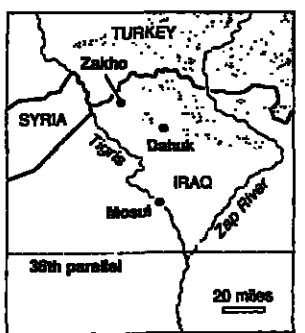 TURKEY
Zakho
SYRIA
Tigris
Dahuk
IRAQ
Zap River
Mosul
36th parallel
20 miles